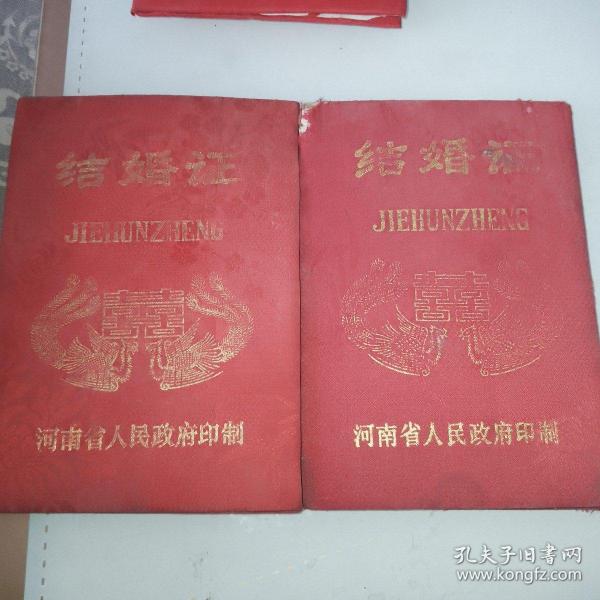 结婚证
JIEHUNZHENG
囍
河南省人民政府印制
结婚证
JIEHUNZHENG
囍
河南省人民政府印制
孔夫子旧书网
www.kongfz.com